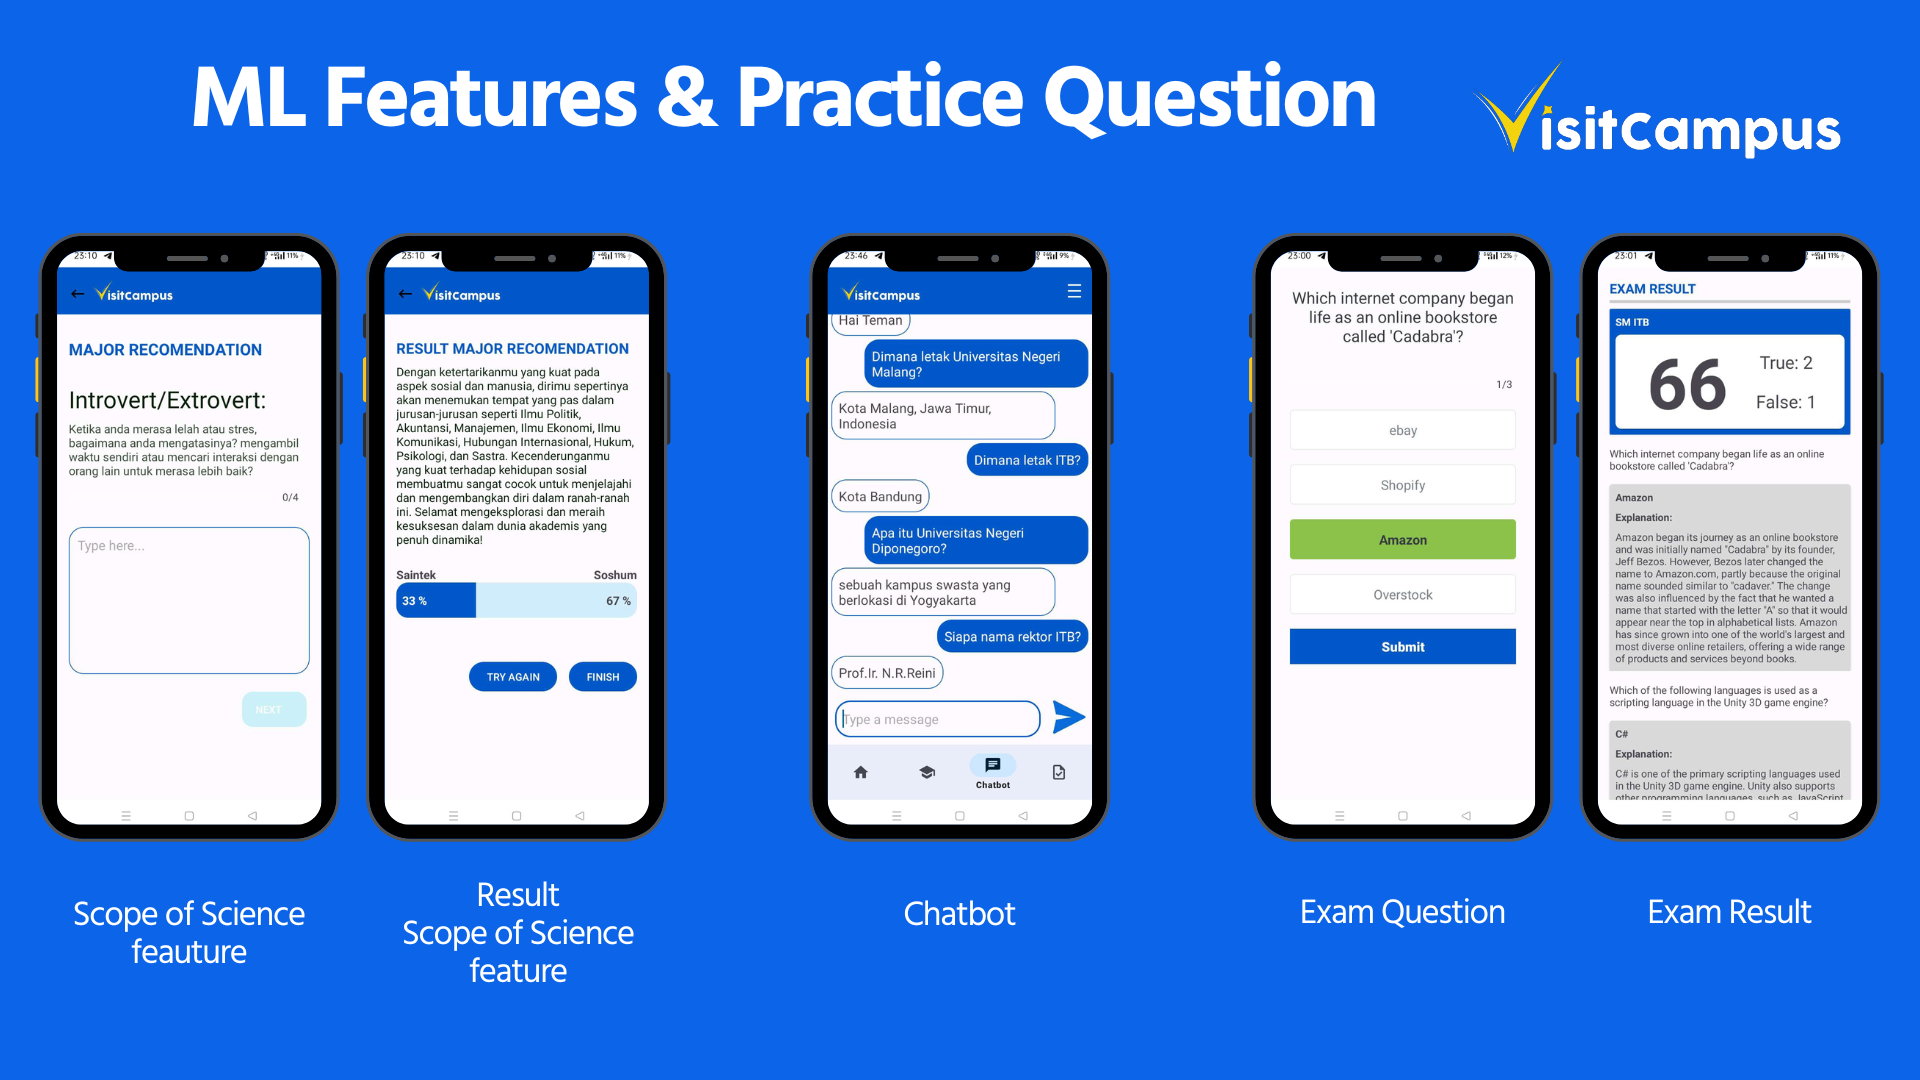 ML Features & Practice Question
VisitCampus
23:10
11%
VisitCampus
MAJOR RECOMENDATION
Introvert/Extrovert:
Ketika anda merasa lelah atau stres,
bagaimana anda mengatasinya? mengambil
waktu sendiri atau mencari interaksi dengan
orang lain untuk merasa lebih baik?
0/4
Type here...
NEXT
Scope of Science
feauture
23:10
11%
VisitCampus
RESULT MAJOR RECOMENDATION
Dengan ketertarikanmu yang kuat pada
aspek sosial dan manusia, dirimu sepertinya
akan menemukan tempat yang pas dalam
jurusan-jurusan seperti Ilmu Politik,
Akuntansi, Manajemen, Ilmu Ekonomi, Ilmu
Komunikasi, Hubungan Internasional, Hukum,
Psikologi, dan Sastra. Kecenderunganmu
yang kuat terhadap kehidupan sosial
membuatmu sangat cocok untuk menjelajahi
dan mengembangkan diri dalam ranah-ranah
ini. Selamat mengeksplorasi dan meraih
kesuksesan dalam dunia akademis yang
penuh dinamika!
Saintek Soshum
33 % 67 %
TRY AGAIN FINISH
Result
Scope of Science
feature
23:46
9%
VisitCampus
Hai Teman
Dimana letak Universitas Negeri
Malang?
Kota Malang, Jawa Timur,
Indonesia
Dimana letak ITB?
Kota Bandung
Apa itu Universitas Negeri
Diponegoro?
sebuah kampus swasta yang
berlokasi di Yogyakarta
Siapa nama rektor ITB?
Prof.Ir. N.R.Reini
Type a message
Chatbot
Chatbot
23:00
12%
Which internet company began
life as an online bookstore
called 'Cadabra'?
1/3
ebay
Shopify
Amazon
Overstock
Submit
Exam Question
23:01
11%
EXAM RESULT
SM ITB
66
True: 2
False: 1
Which internet company began life as an online
bookstore called 'Cadabra'?
Amazon
Explanation:
Amazon began its journey as an online bookstore
and was initially named "Cadabra" by its founder,
Jeff Bezos. However, Bezos later changed the
name to Amazon.com, partly because the original
name sounded similar to "cadaver." The change
was also influenced by the fact that he wanted a
name that started with the letter "A" so that it would
appear near the top in alphabetical lists. Amazon
has since grown into one of the world's largest and
most diverse online retailers, offering a wide range
of products and services beyond books.
Which of the following languages is used as a
scripting language in the Unity 3D game engine?
C#
Explanation:
C# is one of the primary scripting languages used
in the Unity 3D game engine. Unity also supports
other programming languages, such as JavaScript
Exam Result